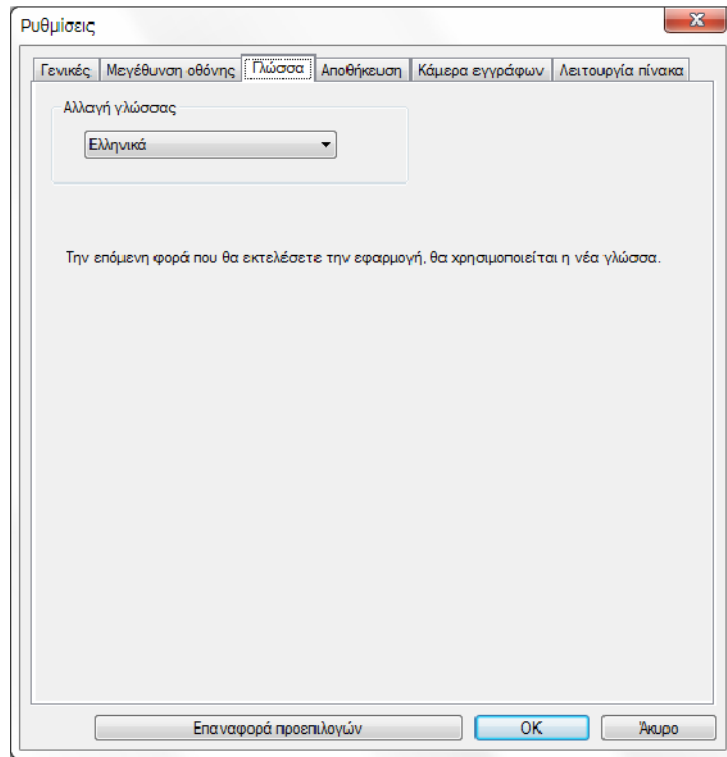 Ρυθμίσεις
Γενικές Μεγέθυνση οθόνης Γλώσσα Αποθήκευση Κάμερα εγγράφων Λειτουργία πίνακα
Αλλαγή γλώσσας
Ελληνικά
Την επόμενη φορά που θα εκτελέσετε την εφαρμογή, θα χρησιμοποιείται η νέα γλώσσα.
Επαναφορά προεπιλογών OK Άκυρο